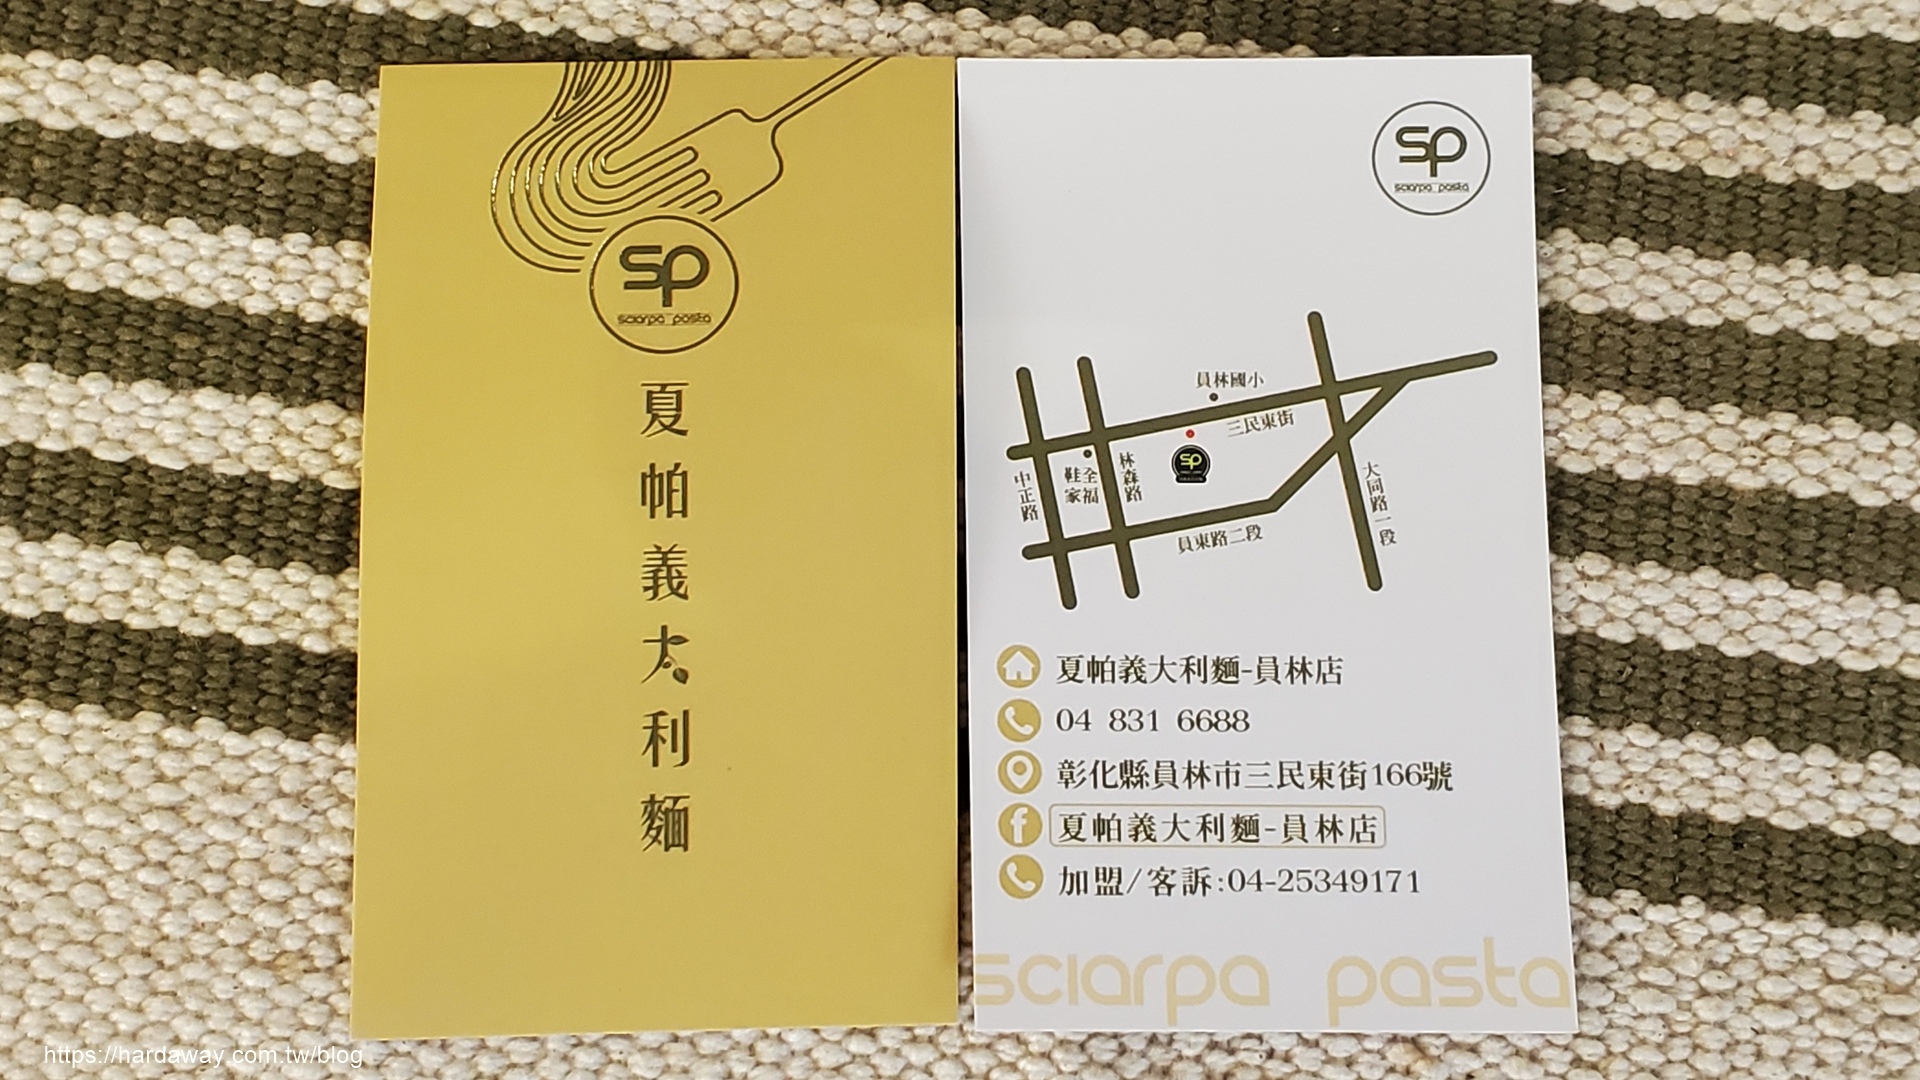 sp
sciarpa pasta
夏帕義大利麵
sp
sciarpa pasta
員林國小
三民東街
sp
中正路
全福鞋家
林森路
大同路一段
員東路二段
夏帕義大利麵-員林店
04 831 6688
彰化縣員林市三民東街166號
夏帕義大利麵-員林店
加盟/客訴:04-25349171
sciarpa pasta
https://hardaway.com.tw/blog